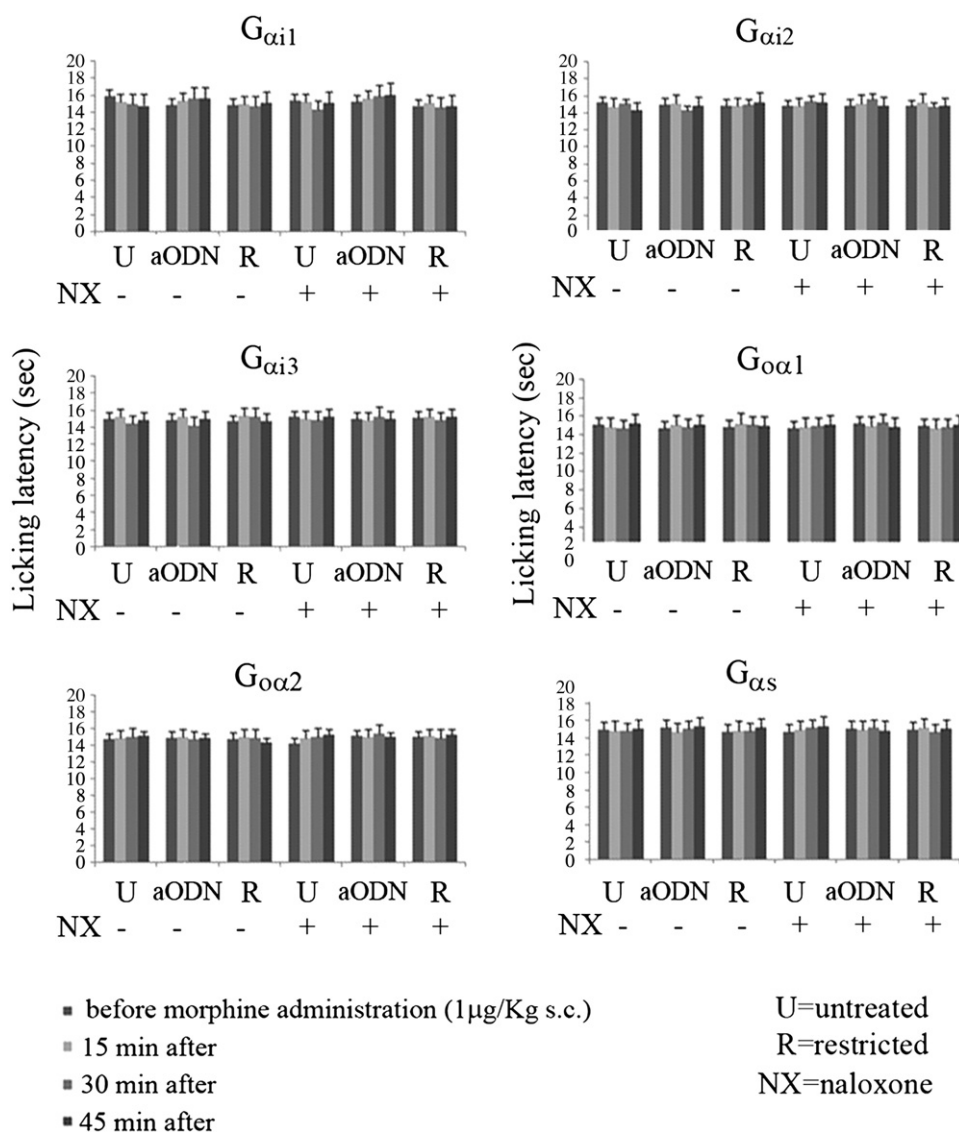 Gαi1
20
18
16
14
12
10
8
6
4
2
0
U aODN R U aODN R
NX - - - + + +
Gαi2
20
18
16
14
12
10
8
6
4
2
0
U aODN R U aODN R
NX - - - + + +
Licking latency (sec)
Gαi3
20
18
16
14
12
10
8
6
4
2
0
U aODN R U aODN R
NX - - - + + +
Licking latency (sec)
Goα1
20
18
16
14
12
10
8
6
4
2
0
U aODN R U aODN R
NX - - - + + +
Goα2
20
18
16
14
12
10
8
6
4
2
0
U aODN R U aODN R
NX - - - + + +
Gαs
20
18
16
14
12
10
8
6
4
2
0
U aODN R U aODN R
NX - - - + + +
before morphine administration (1µg/Kg s.c.)
15 min after
30 min after
45 min after
U=untreated
R=restricted
NX=naloxone